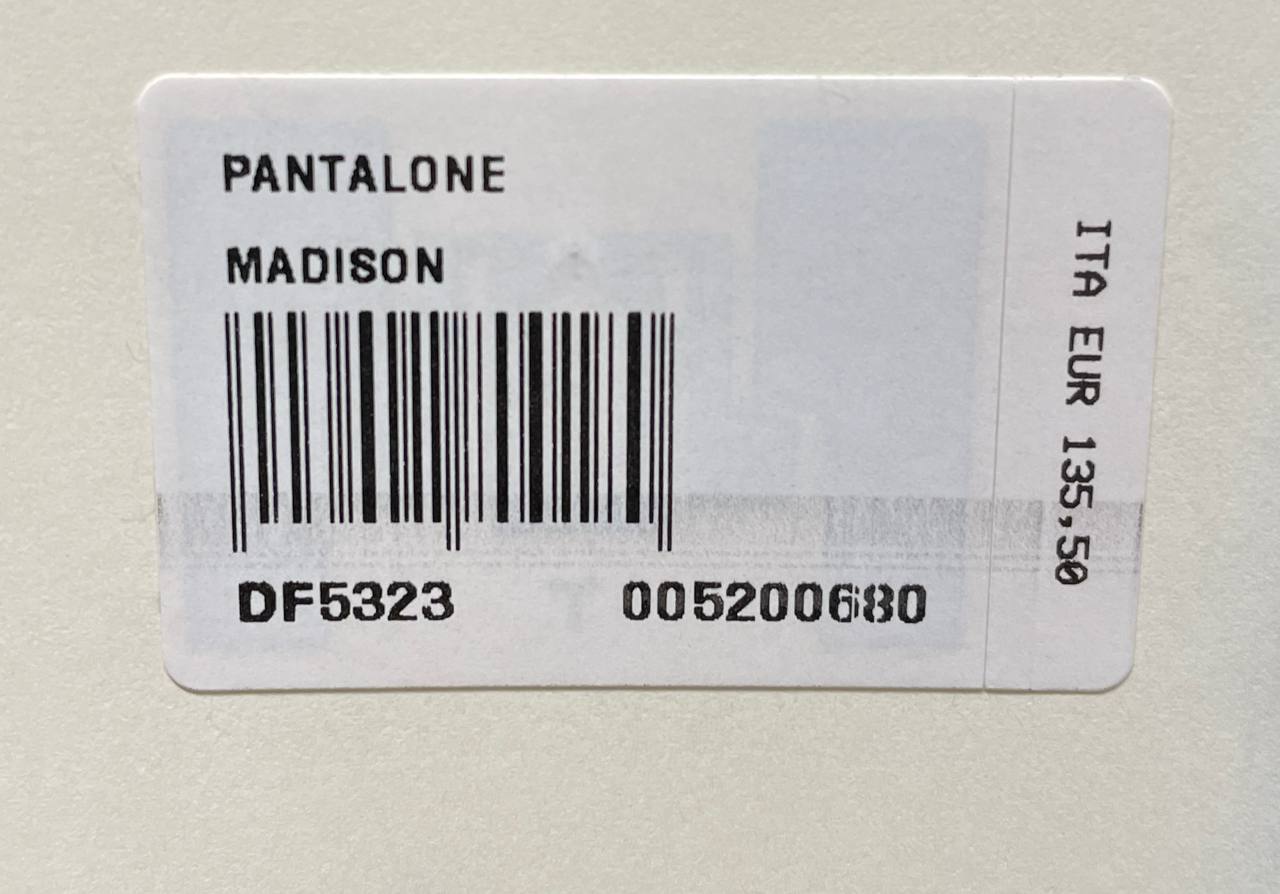 PANTALONE
MADISON
DF5323 005200680
ITA EUR 135,50